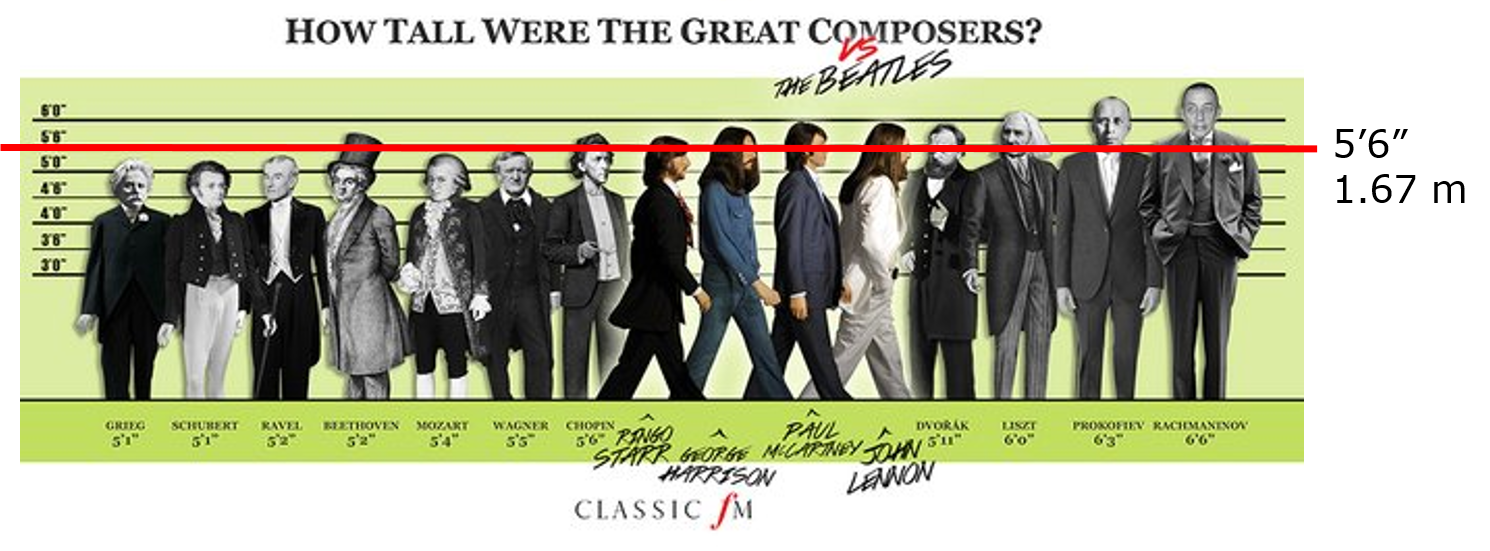 HOW TALL WERE THE GREAT COMPOSERS?
VS
THE BEATLES
6'0"
5'6"
5'0"
4'6"
4'0"
3'6"
3'0"
5'6"
1.67 m
GRIEG
5'1"
SCHUBERT
5'1"
RAVEL
5'2"
BEETHOVEN
5'2"
MOZART
5'4"
WAGNER
5'5"
CHOPIN
5'6"
RINGO
STARR
GEORGE
HARRISON
PAUL
MCCARTNEY
JOHN
LENNON
DVOŘÁK
5'11"
LISZT
6'0"
PROKOFIEV
6'3"
RACHMANINOV
6'6"
CLASSIC fM